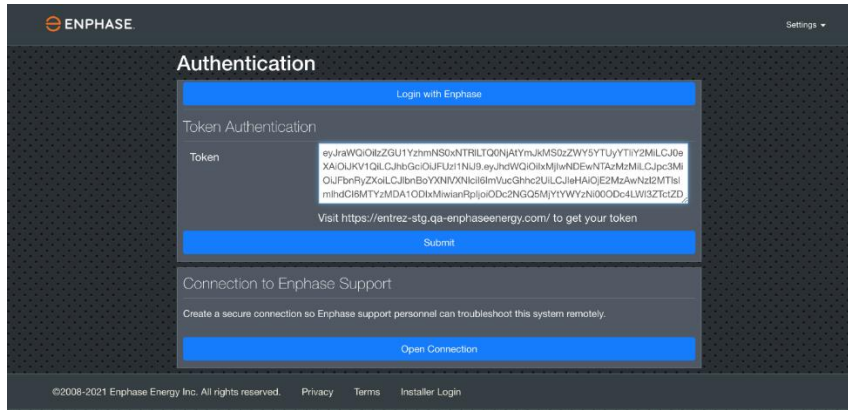 ENPHASE.
Settings
Authentication
Login with Enphase
Token Authentication
Token
Visit https://entrez-stg.qa-enphaseenergy.com/ to get your token
Submit
Connection to Enphase Support
Create a secure connection so Enphase support personnel can troubleshoot this system remotely.
Open Connection
©2008-2021 Enphase Energy Inc. All rights reserved. Privacy Terms Installer Login